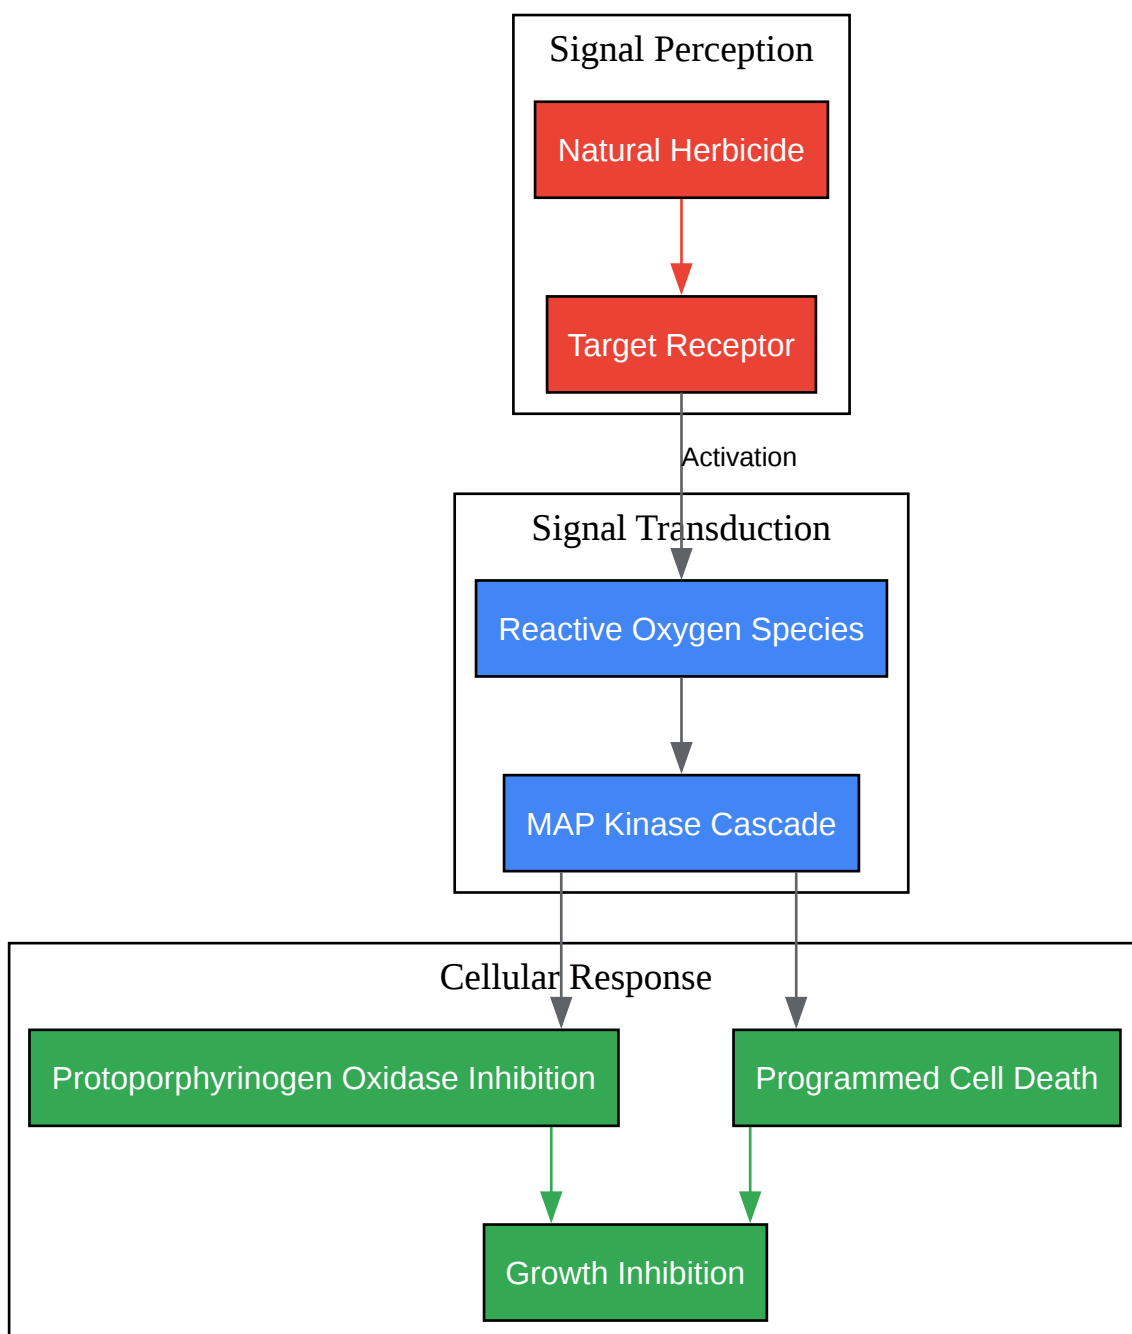 Signal Perception
Natural Herbicide
Target Receptor
Activation
Signal Transduction
Reactive Oxygen Species
MAP Kinase Cascade
Cellular Response
Protoporphyrinogen Oxidase Inhibition
Programmed Cell Death
Growth Inhibition